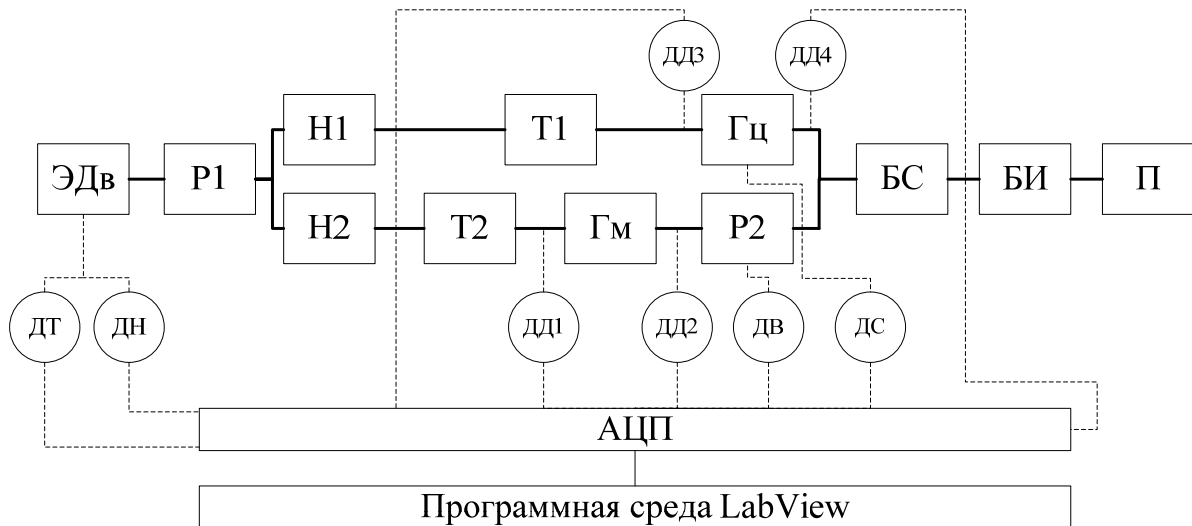 ДД3
ДД4
Н1
Т1
Гц
ЭДв
Р1
БС
БИ
П
Н2
Т2
Гм
Р2
ДТ
ДН
ДД1
ДД2
ДВ
ДС
АЦП
Программная среда LabView